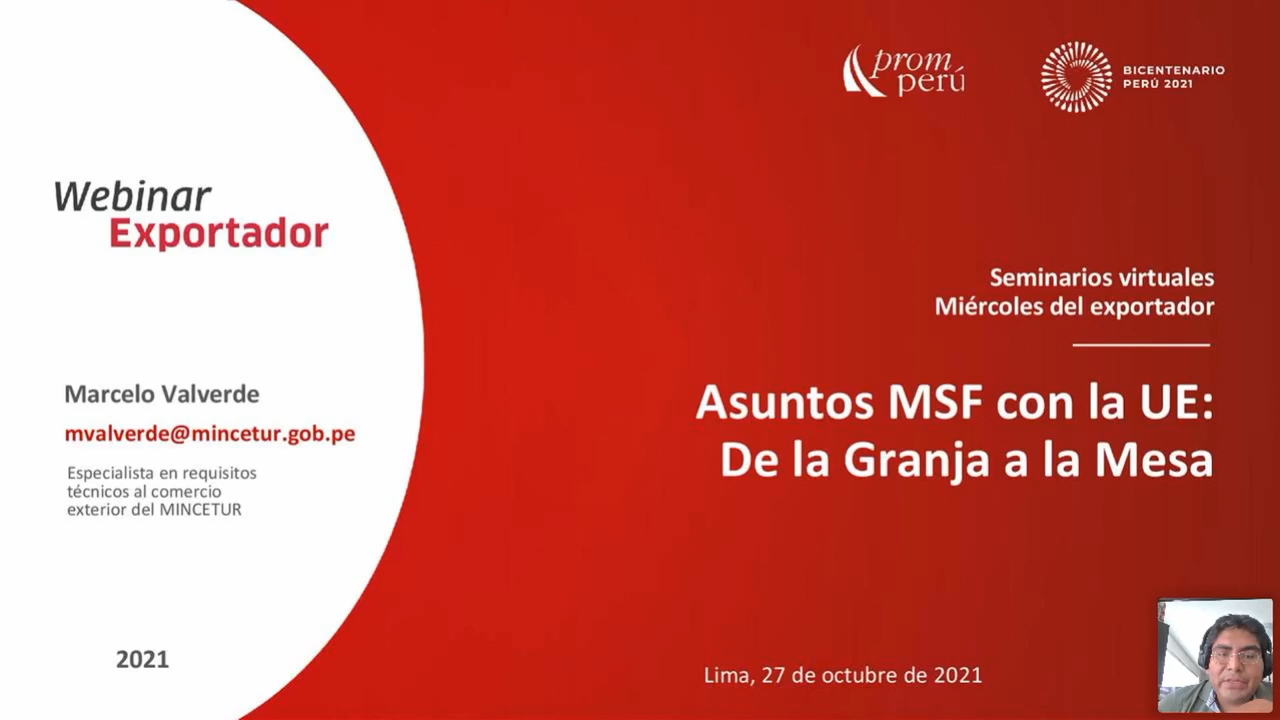 prom
perú
BICENTENARIO
PERÚ 2021
Webinar
Exportador
Seminarios virtuales
Miércoles del exportador
Asuntos MSF con la UE:
De la Granja a la Mesa
Marcelo Valverde
mvalverde@mincetur.gob.pe
Especialista en requisitos
técnicos al comercio
exterior del MINCETUR
2021
Lima, 27 de octubre de 2021